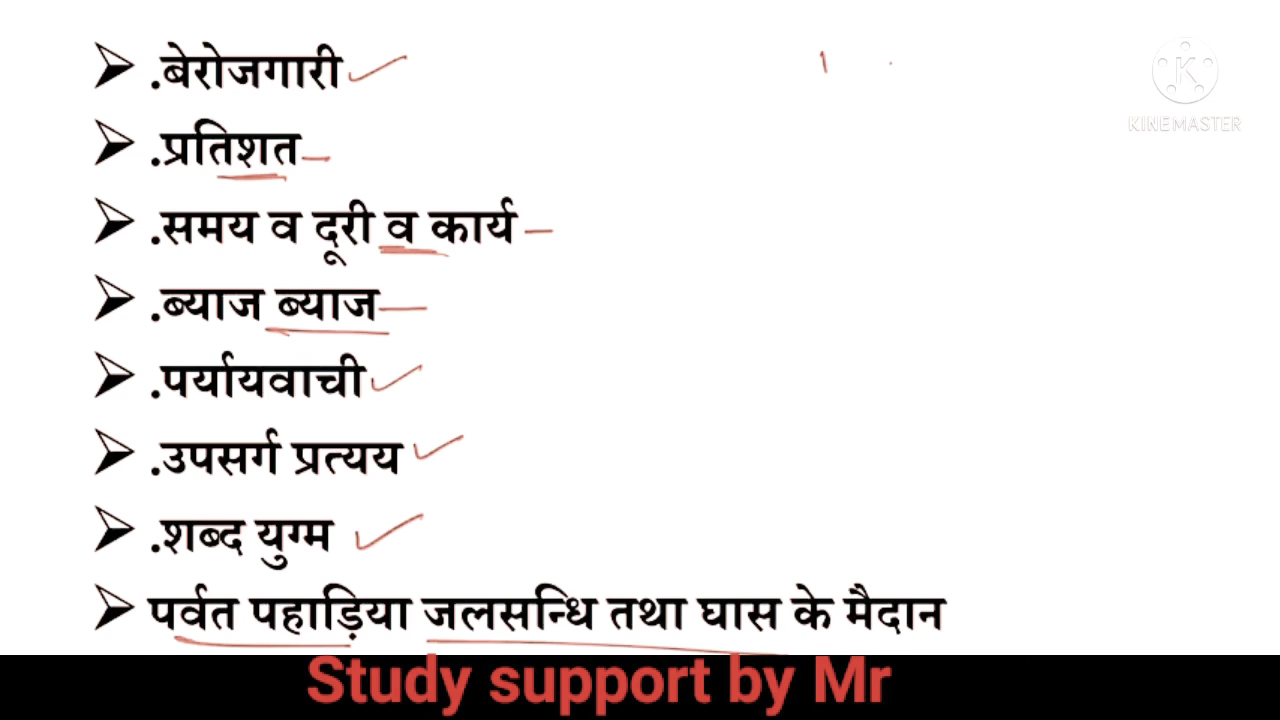 .बेरोजगारी
.प्रतिशत
.समय व दूरी व कार्य
.ब्याज ब्याज
.पर्यायवाची
.उपसर्ग प्रत्यय
.शब्द युग्म
पर्वत पहाड़िया जलसन्धि तथा घास के मैदान
K
KINEMASTER
Study support by Mr